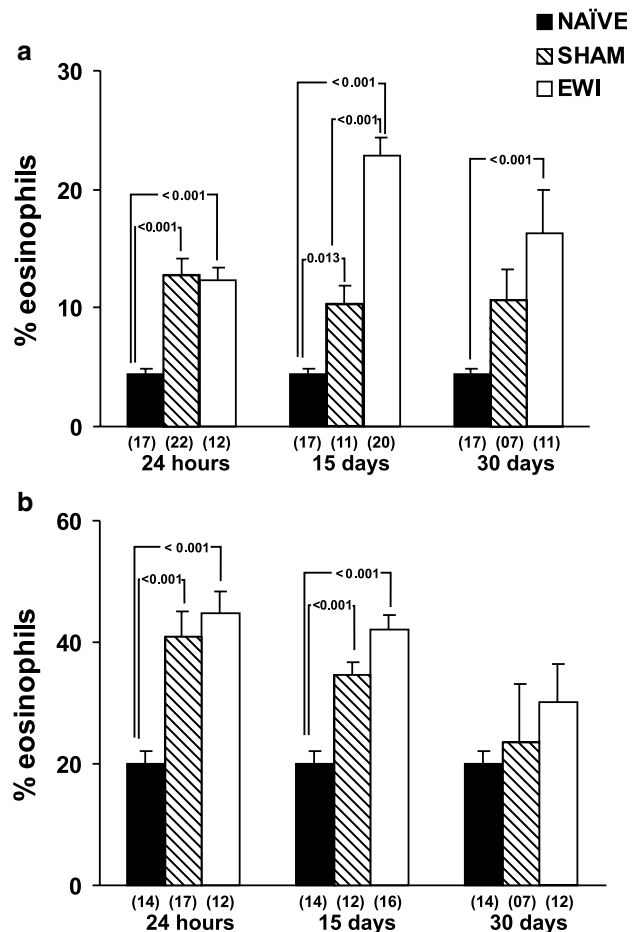 NAÏVE
SHAM
EWI
a
% eosinophils
30
20
10
0
< 0.001
<0.001
< 0.001
<0.001
0.013
< 0.001
(17) (22) (12) (17) (11) (20) (17) (07) (11)
24 hours 15 days 30 days
b
% eosinophils
60
40
20
0
< 0.001
<0.001
< 0.001
<0.001
(14) (17) (12) (14) (12) (16) (14) (07) (12)
24 hours 15 days 30 days